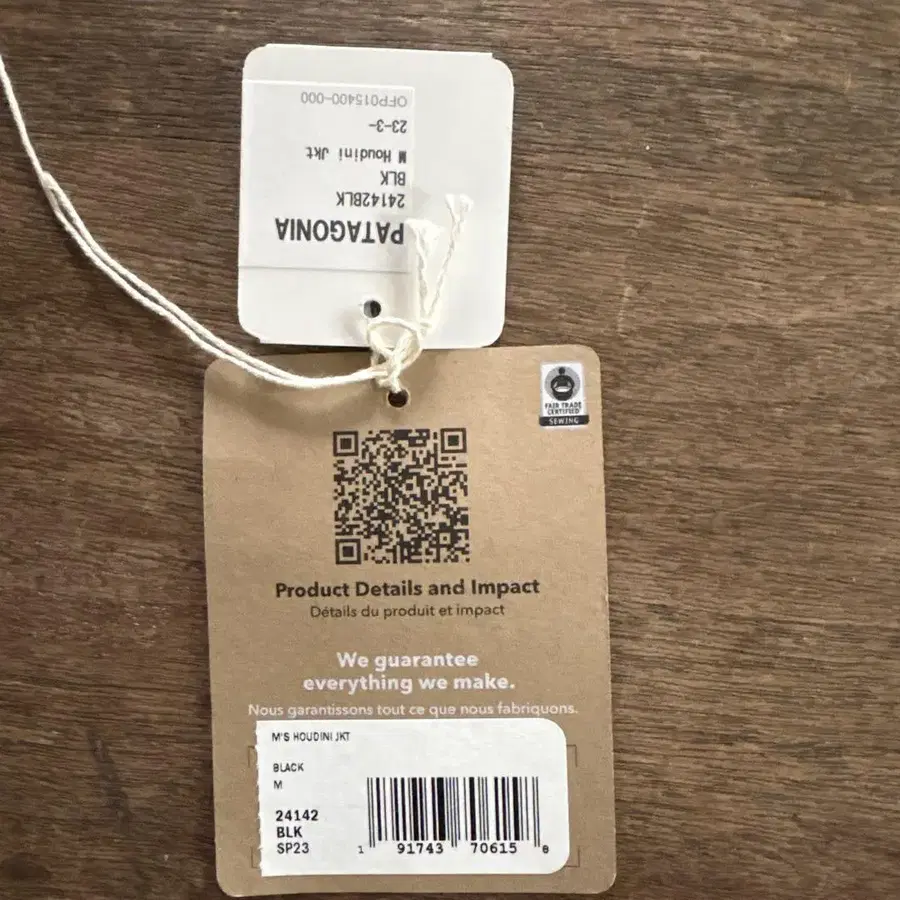 PATAGONIA
24142BLK
BLK
M Houdini Jkt
23-3-
OFP015400-000
FAIR TRADE
CERTIFIED
SEWING
Product Details and Impact
Détails du produit et impact
We guarantee
everything we make.
Nous garantissons tout ce que nous fabriquons.
M'S HOUDINI JKT
BLACK
M
24142
BLK
SP23
1 91743 70615 8